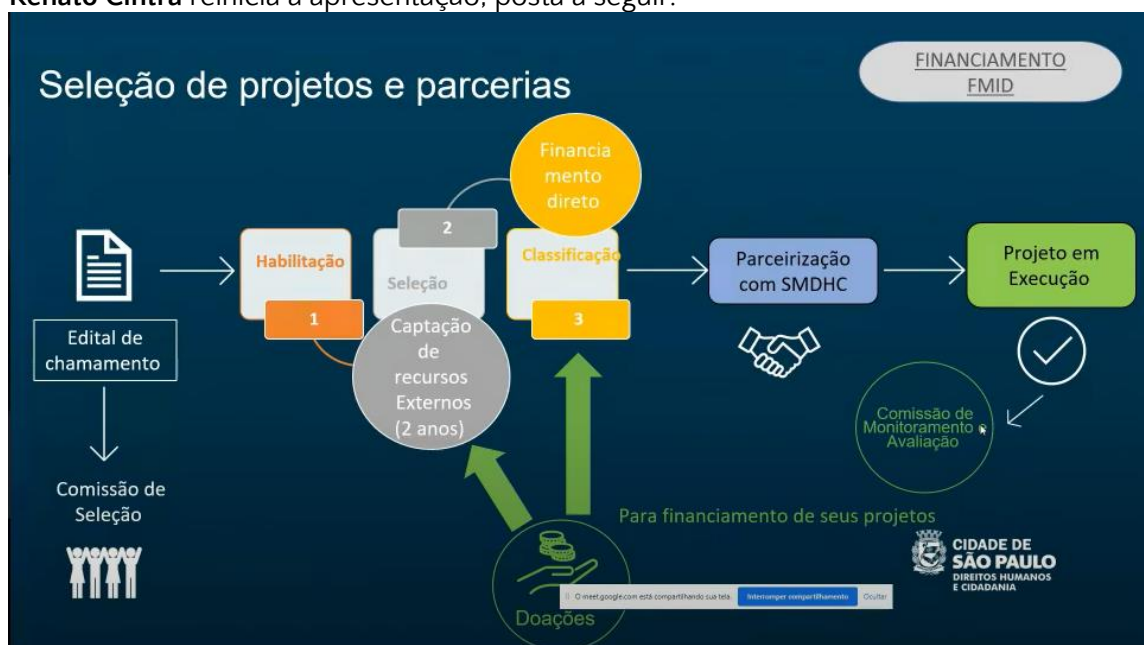 Renato Cintra reinicia a apresentação, posta a seguir:
Seleção de projetos e parcerias
FINANCIAMENTO
FMID
Financia
mento
direto
2
Habilitação
Seleção
Classificação
1
3
Captação
de
recursos
Externos
(2 anos)
Edital de
chamamento
Comissão de
Seleção
Parceirização
com SMDHC
Projeto em
Execução
Comissão de
Monitoramento e
Avaliação
Para financiamento de seus projetos
Doações
O meet.google.com está compartilhando sua tela.
Interromper compartilhamento
Ocultar
CIDADE DE
SÃO PAULO
DIREITOS HUMANOS
E CIDADANIA